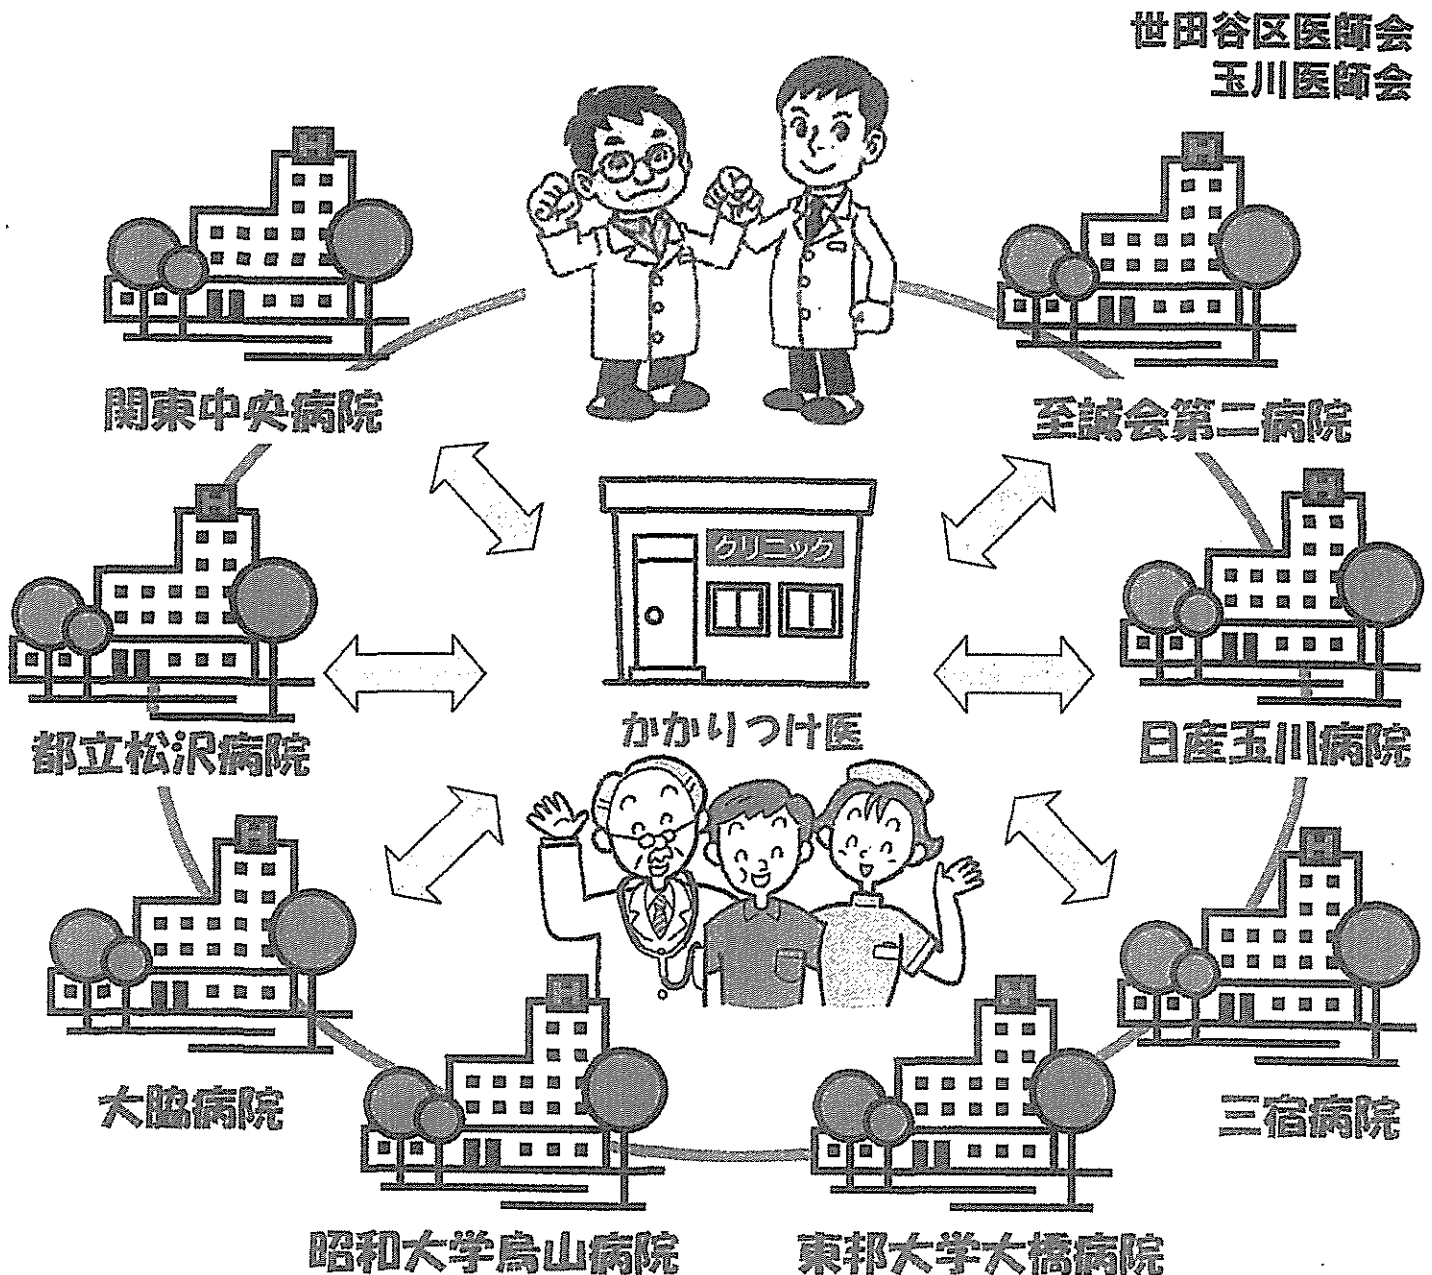 世田谷区医師会
玉川医師会
関東中央病院
至誠会第二病院
クリニック
かかりつけ医
都立松沢病院
日産玉川病院
大脇病院
三宿病院
昭和大学烏山病院
東邦大学大橋病院